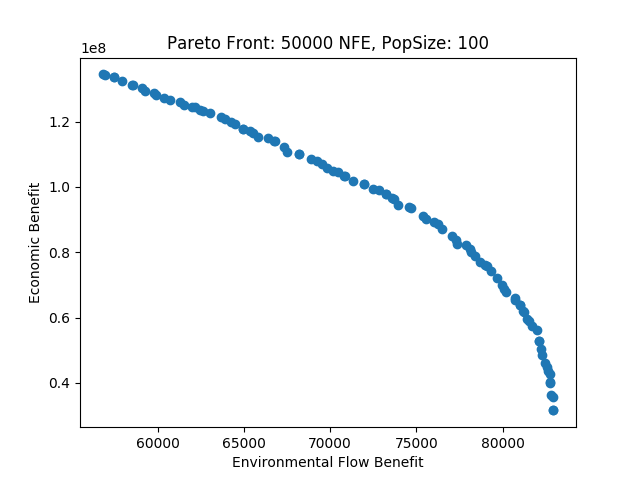 Pareto Front: 50000 NFE, PopSize: 100
1e8
1.2
1.0
0.8
0.6
0.4
Economic Benefit
60000 65000 70000 75000 80000
Environmental Flow Benefit